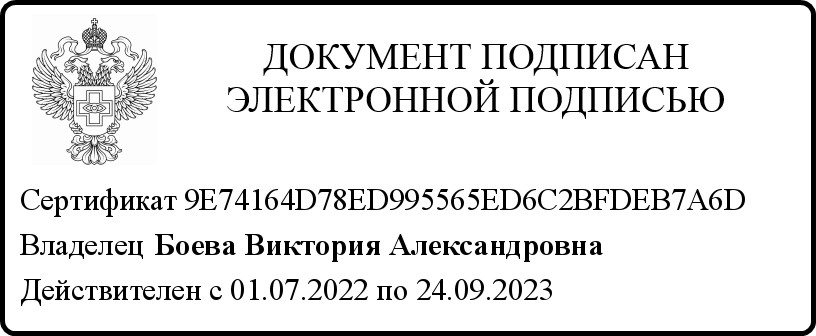 ДОКУМЕНТ ПОДПИСАН
ЭЛЕКТРОННОЙ ПОДПИСЬЮ
Сертификат 9E74164D78ED995565ED6C2BFDEB7A6D
Владелец Боева Виктория Александровна
Действителен с 01.07.2022 по 24.09.2023